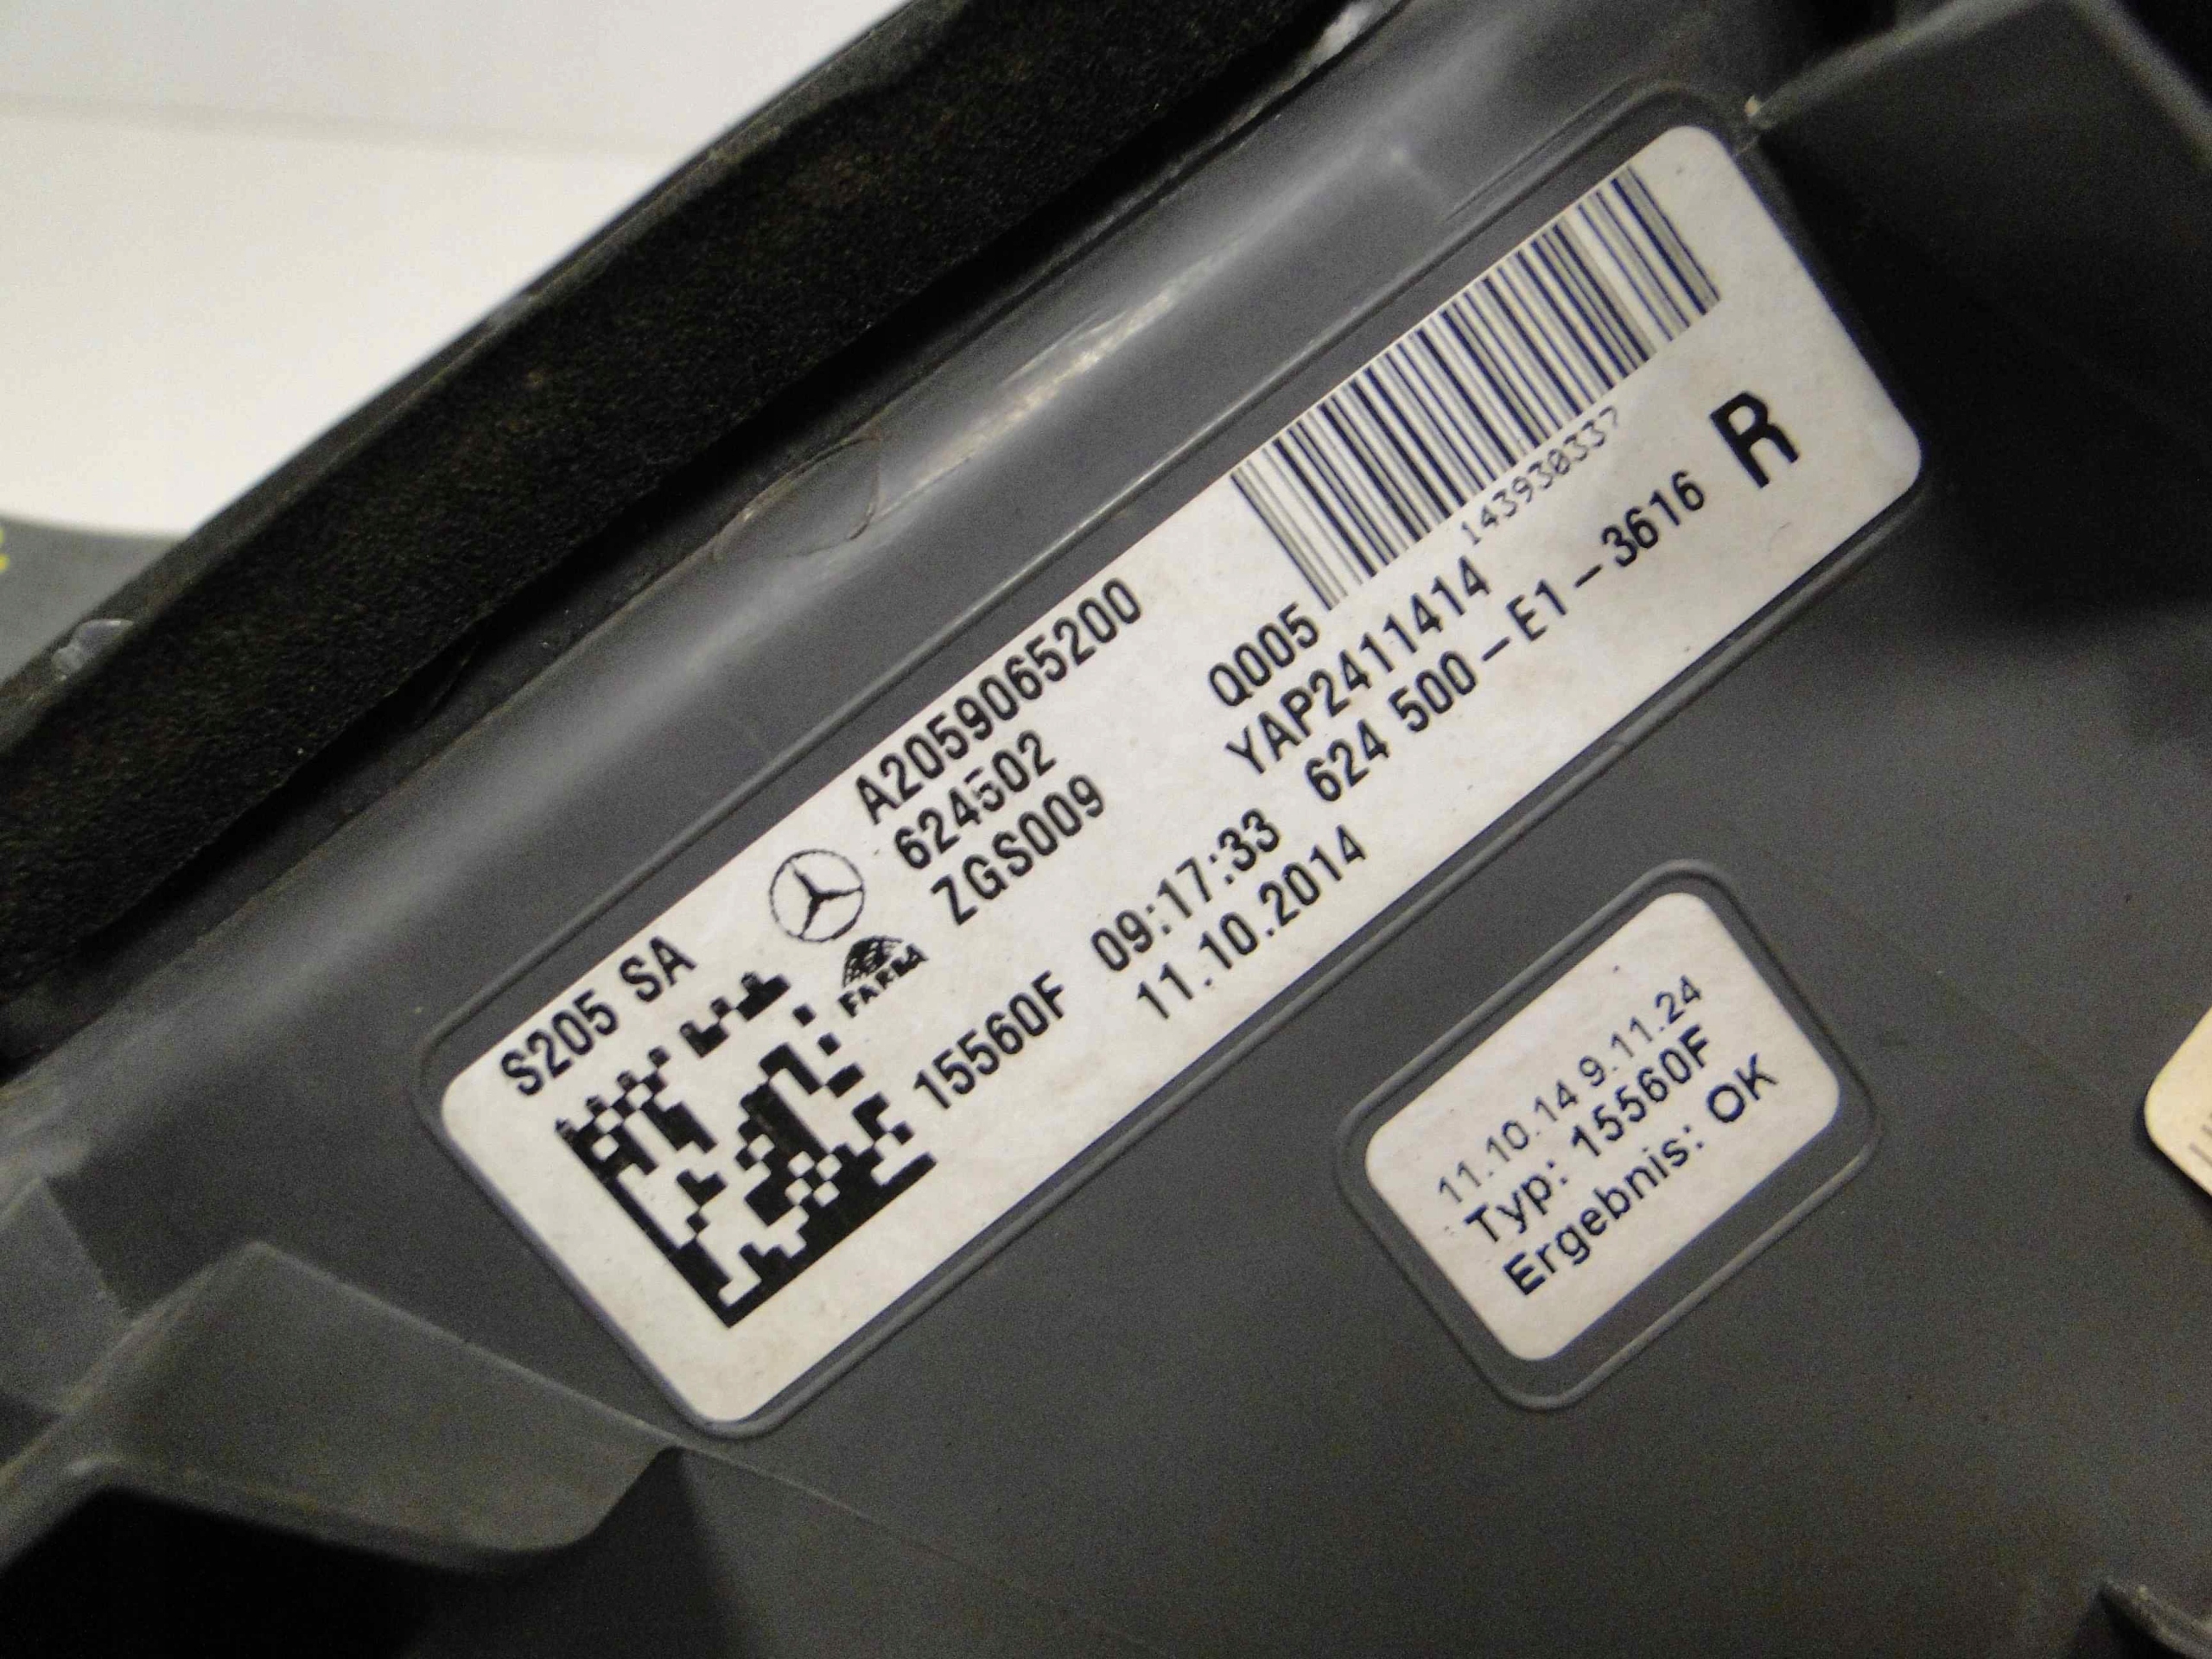 S205 SA
A2059065200
624502
ZGS009
FARBA
15560F
09:17:33
11.10.2014
Q005
143930337
YAP2411414
624 500-E1-3616
R
11.10.14 9.11.24
Typ: 15560F
Ergebnis: OK